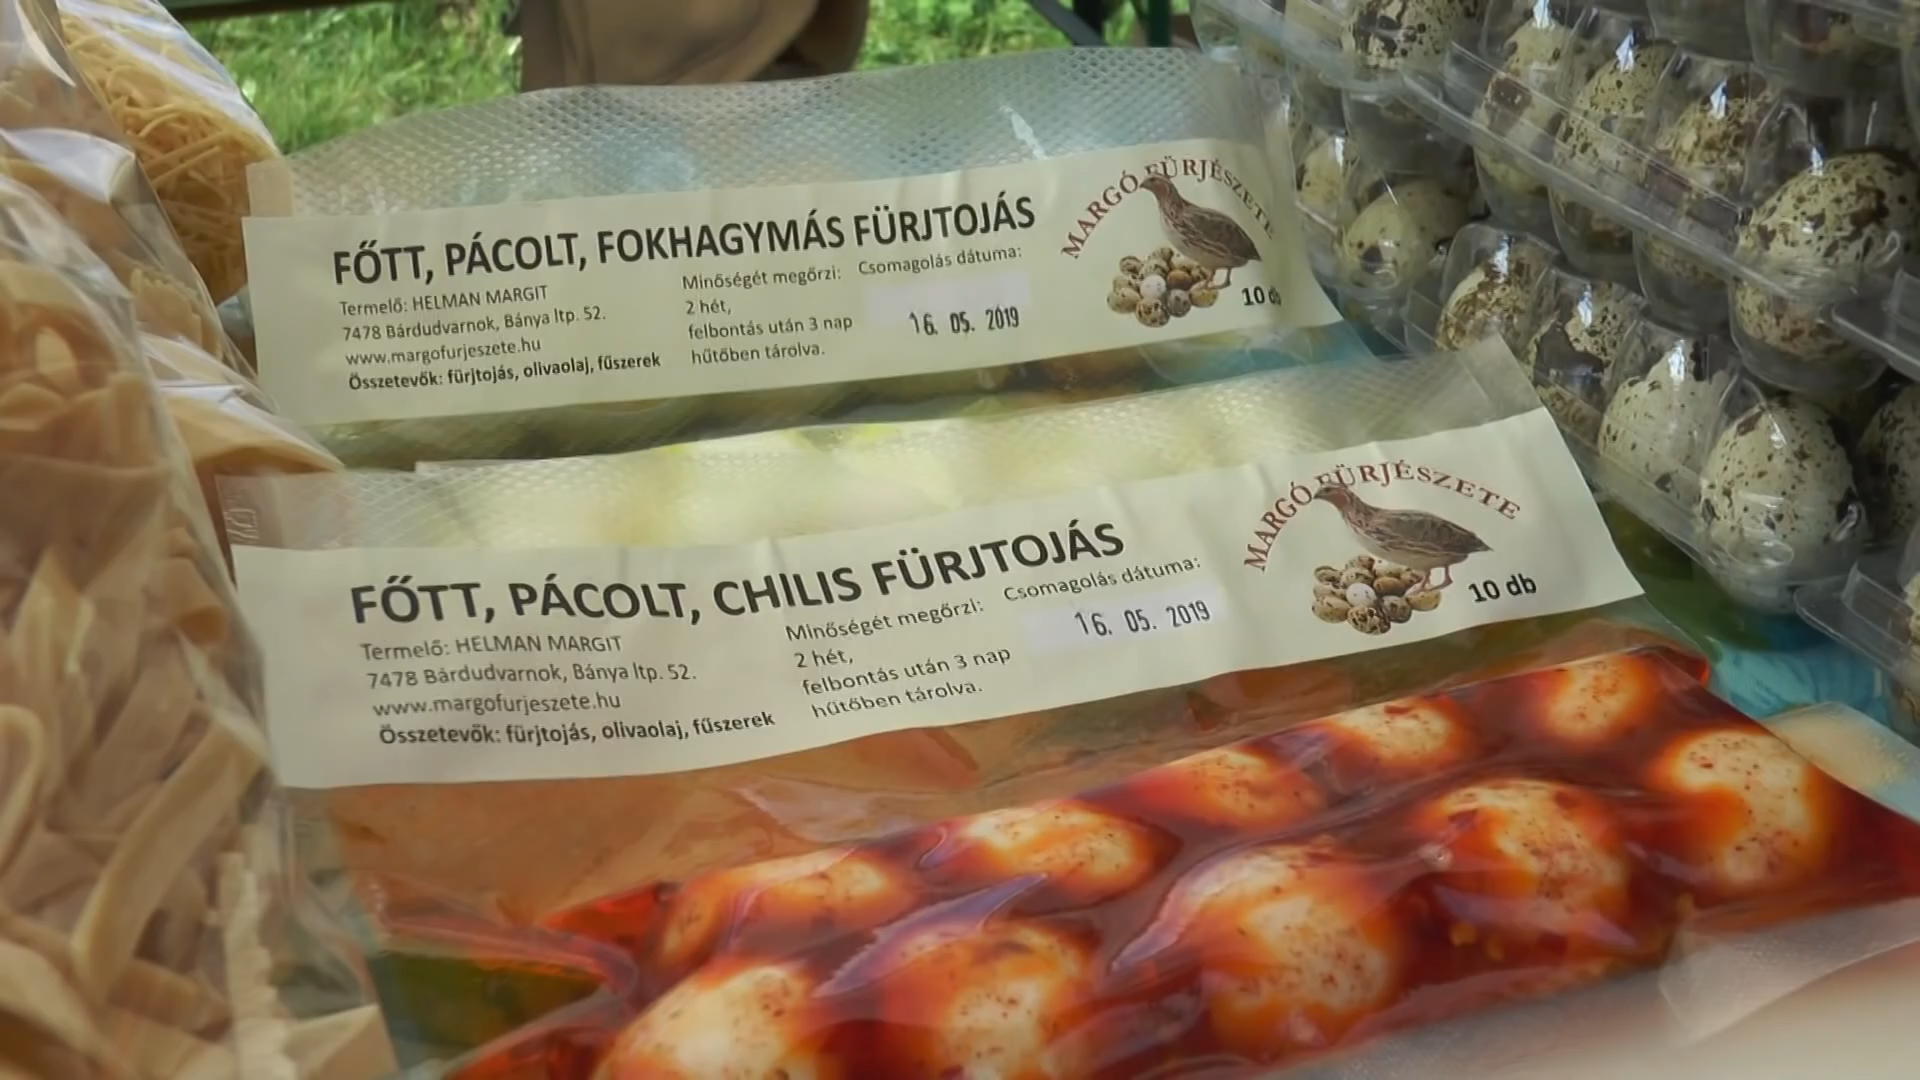 FŐTT, PÁCOLT, FOKHAGYMÁS FÜRJTOJÁS
Termelő: HELMAN MARGIT
7478 Bárdudvarnok, Bánya ltp. 52.
www.margofurjeszete.hu
Összetevők: fürjtojás, olivaolaj, fűszerek
Minőségét megőrzi:
2 hét,
felbontás után 3 nap
hűtőben tárolva.
Csomagolás dátuma:
16. 05. 2019
MARGÓ FÜRJÉSZETE
10 db
FŐTT, PÁCOLT, CHILIS FÜRJTOJÁS
Termelő: HELMAN MARGIT
7478 Bárdudvarnok, Bánya ltp. 52.
www.margofurjeszete.hu
Összetevők: fürjtojás, olivaolaj, fűszerek
Minőségét megőrzi:
2 hét,
felbontás után 3 nap
hűtőben tárolva.
Csomagolás dátuma:
16. 05. 2019
MARGÓ FÜRJÉSZETE
10 db